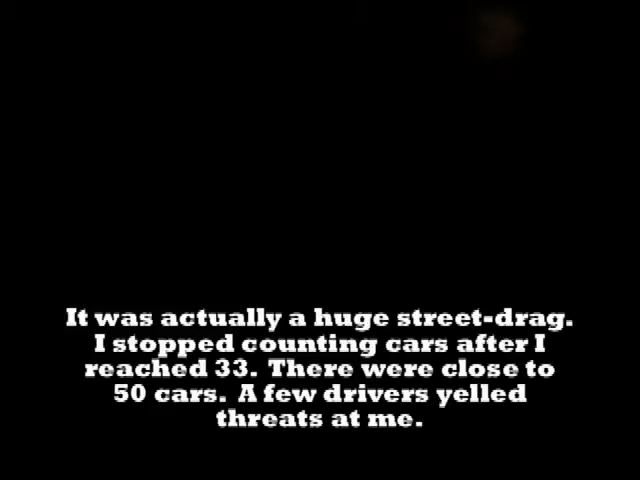 It was actually a huge street-drag.
I stopped counting cars after I
reached 33. There were close to
50 cars. A few drivers yelled
threats at me.